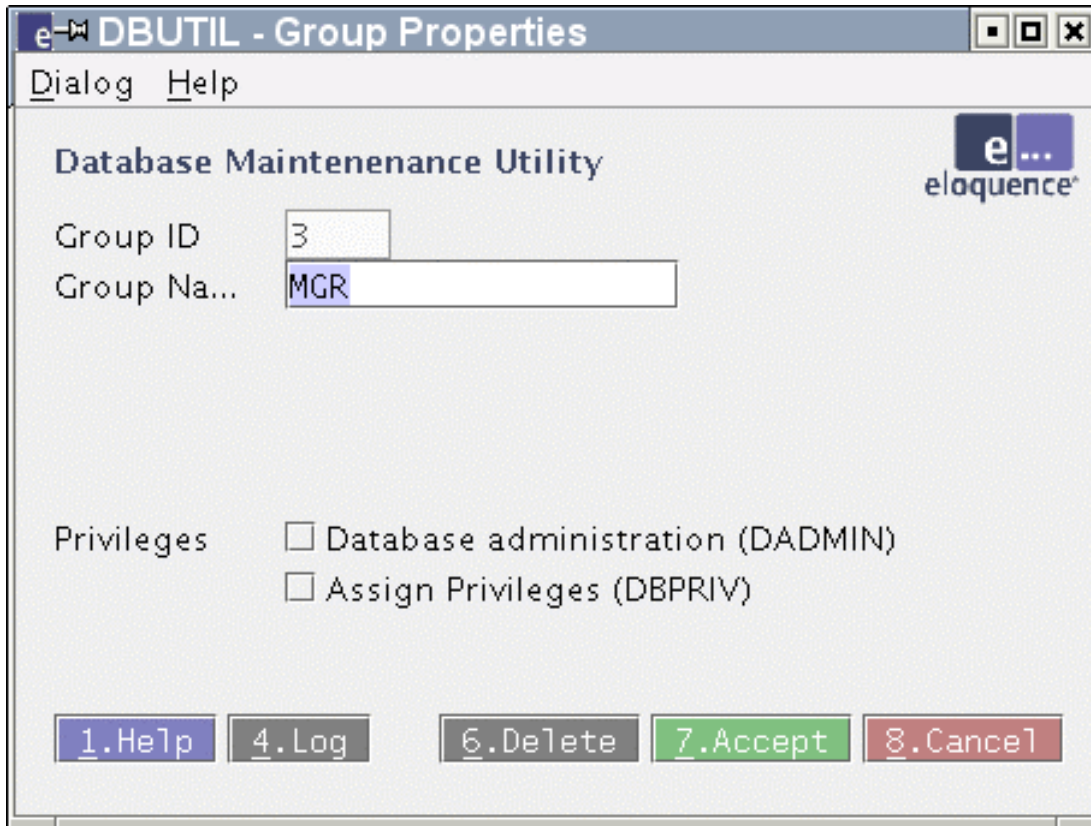 e DBUTIL - Group Properties
Dialog Help
e...
eloquence
Database Maintenenance Utility
Group ID 3
Group Na... MGR
Privileges Database administration (DADMIN)
Assign Privileges (DBPRIV)
1.Help 4.Log 6.Delete 7.Accept 8.Cancel